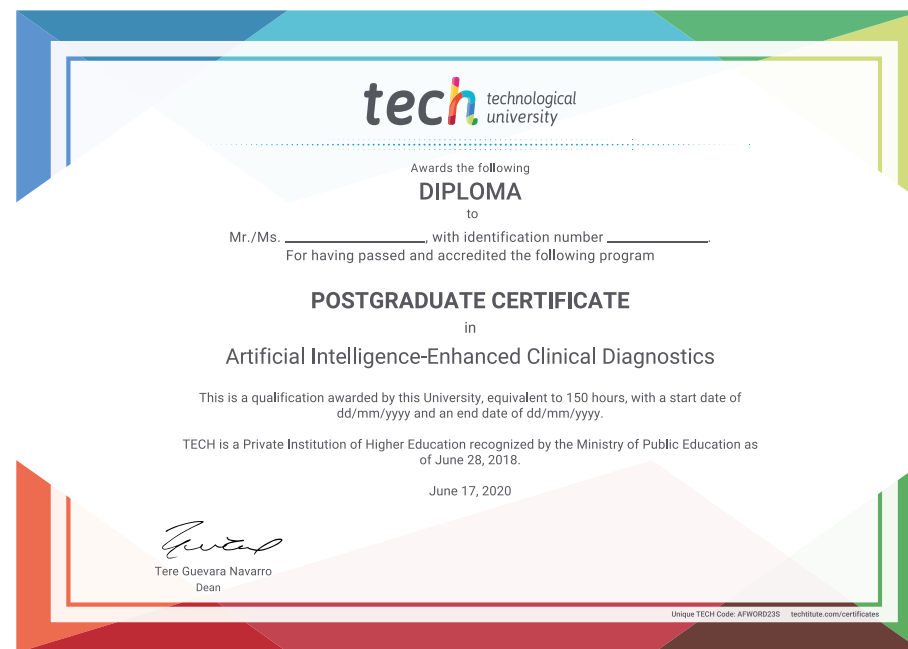 tech technological
university
Awards the following
DIPLOMA
to
Mr./Ms. ____________________, with identification number ______________.
For having passed and accredited the following program
POSTGRADUATE CERTIFICATE
in
Artificial Intelligence-Enhanced Clinical Diagnostics
This is a qualification awarded by this University, equivalent to 150 hours, with a start date of
dd/mm/yyyy and an end date of dd/mm/yyyy.
TECH is a Private Institution of Higher Education recognized by the Ministry of Public Education as
of June 28, 2018.
June 17, 2020
Tere Guevara Navarro
Dean
Unique TECH Code: AFWORD23S techtitute.com/certificates